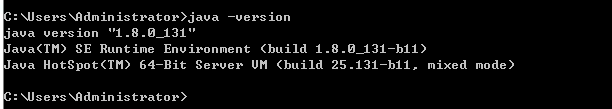 C:\Users\Administrator>java -version
java version "1.8.0_131"
Java(TM) SE Runtime Environment (build 1.8.0_131-b11)
Java HotSpot(TM) 64-Bit Server VM (build 25.131-b11, mixed mode)
C:\Users\Administrator>